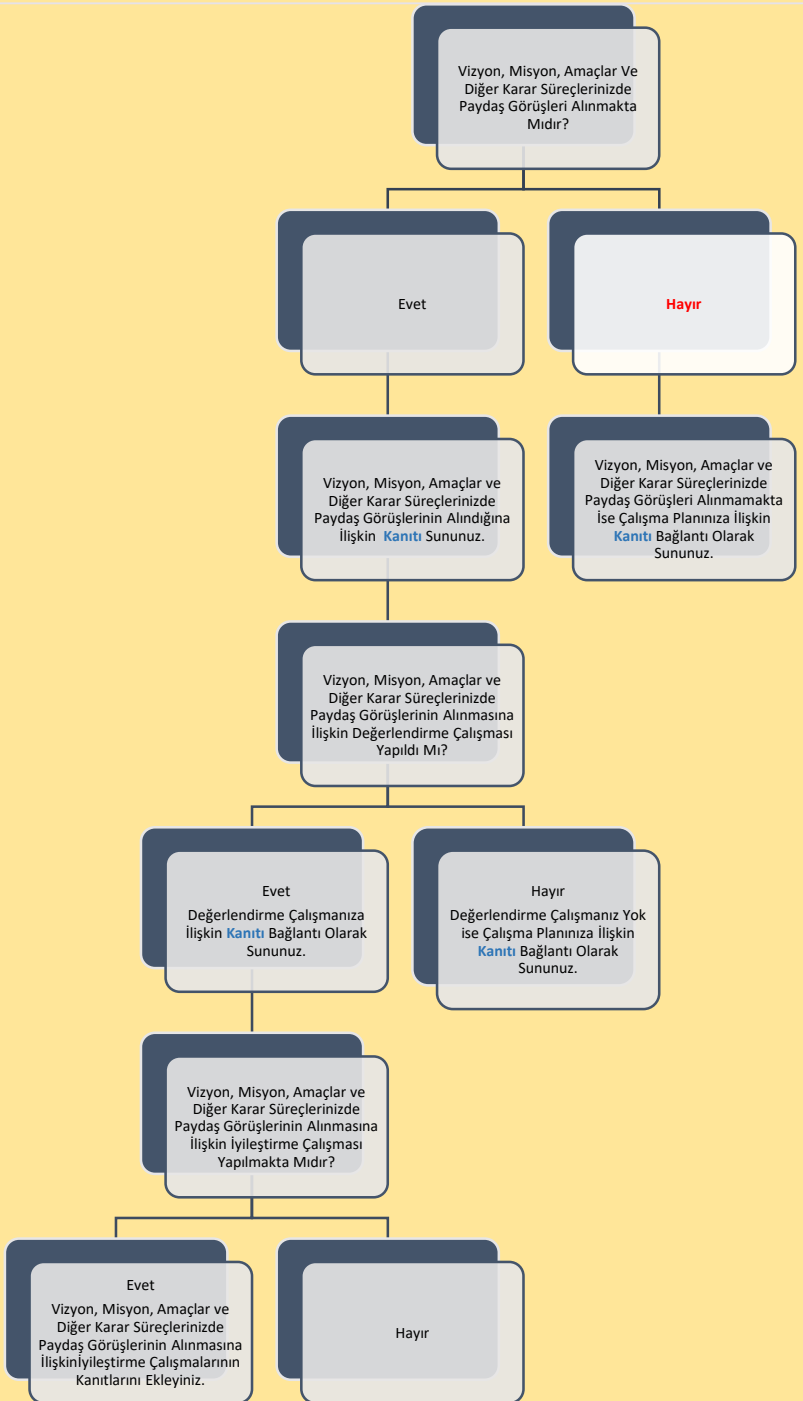 Vizyon, Misyon, Amaçlar Ve
Diğer Karar Süreçlerinizde
Paydaş Görüşleri Alınmakta
Mıdır?
Evet
Hayır
Vizyon, Misyon, Amaçlar ve
Diğer Karar Süreçlerinizde
Paydaş Görüşlerinin Alındığına
İlişkin Kanıtı Sununuz.
Vizyon, Misyon, Amaçlar ve
Diğer Karar Süreçlerinizde
Paydaş Görüşleri Alınmamakta
İse Çalışma Planınıza İlişkin
Kanıtı Bağlantı Olarak
Sununuz.
Vizyon, Misyon, Amaçlar ve
Diğer Karar Süreçlerinizde
Paydaş Görüşlerinin Alınmasına
İlişkin Değerlendirme Çalışması
Yapıldı Mı?
Evet
Değerlendirme Çalışmanıza
İlişkin Kanıtı Bağlantı Olarak
Sununuz.
Hayır
Değerlendirme Çalışmanız Yok
ise Çalışma Planınıza İlişkin
Kanıtı Bağlantı Olarak
Sununuz.
Vizyon, Misyon, Amaçlar ve
Diğer Karar Süreçlerinizde
Paydaş Görüşlerinin Alınmasına
İlişkin İyileştirme Çalışması
Yapılmakta Mıdır?
Evet
Vizyon, Misyon, Amaçlar ve
Diğer Karar Süreçlerinizde
Paydaş Görüşlerinin Alınmasına
İlişkinİyileştirme Çalışmalarının
Kanıtlarını Ekleyiniz.
Hayır